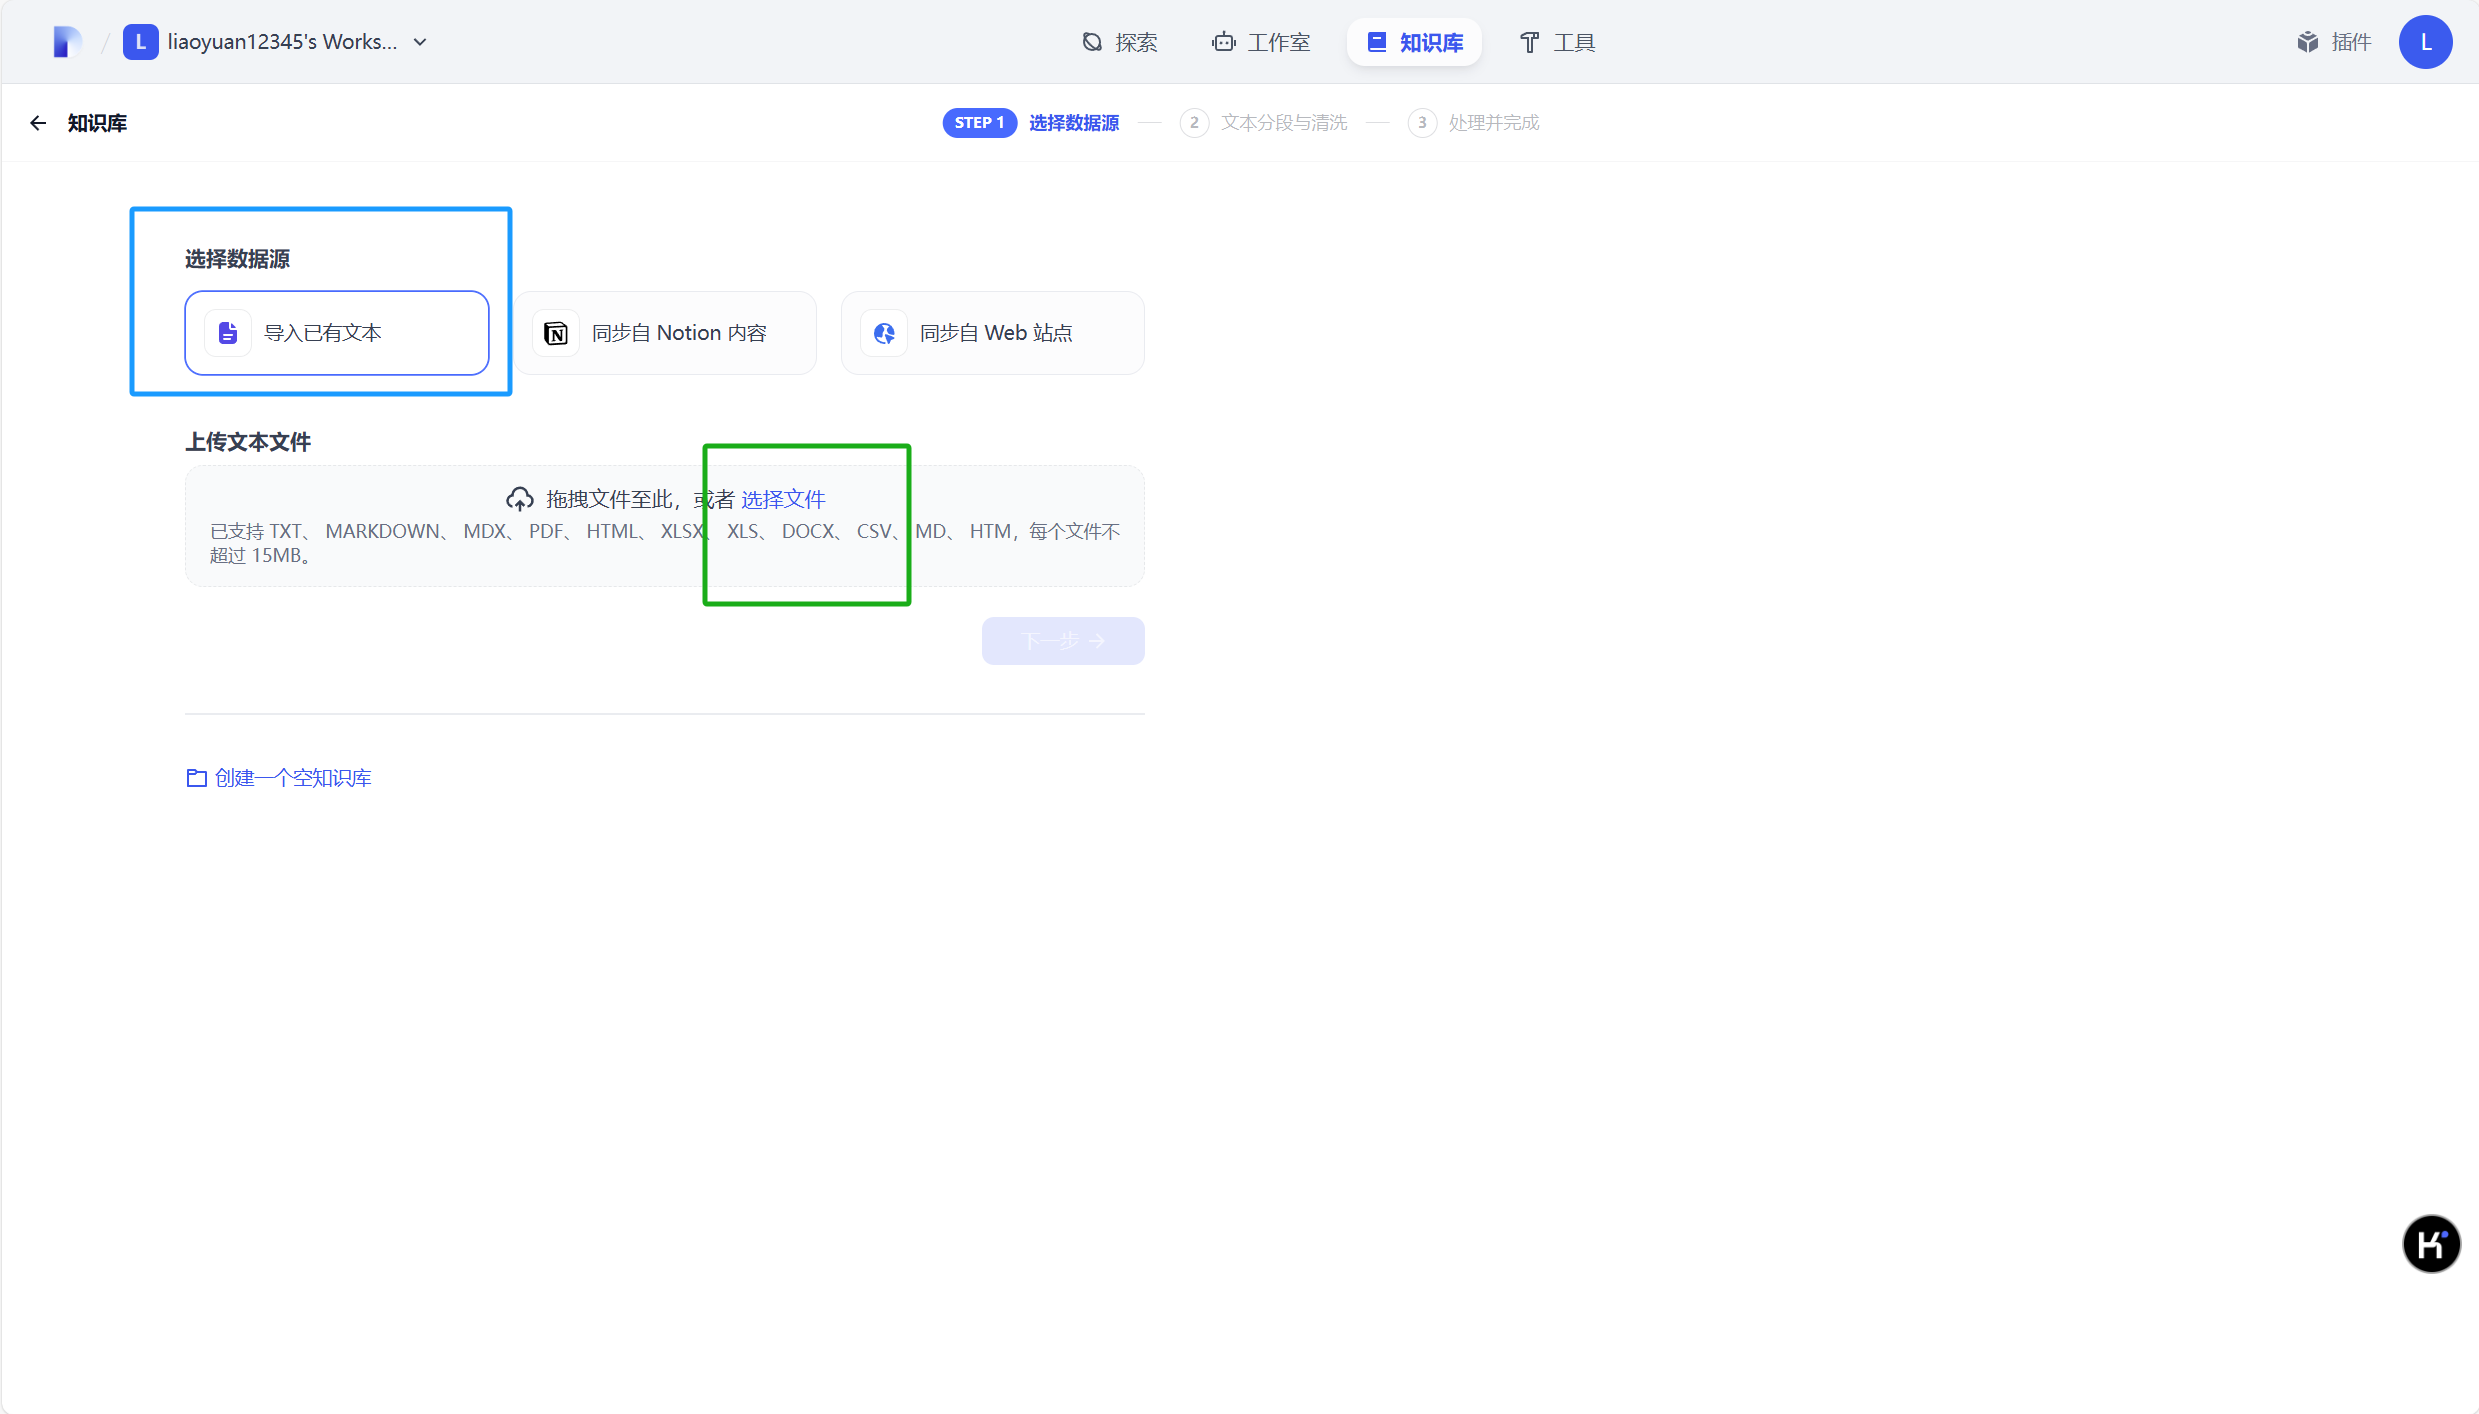 / L liaoyuan12345's Works... 探索 工作室 知识库 工具 插件 L
知识库 STEP 1 选择数据源 2 文本分段与清洗 3 处理并完成
选择数据源
导入已有文本 同步自 Notion 内容 同步自 Web 站点
上传文本文件
拖拽文件至此，或者 选择文件
已支持 TXT、 MARKDOWN、 MDX、 PDF、 HTML、 XLSX、 XLS、 DOCX、 CSV、 MD、 HTM，每个文件不
超过 15MB。
下一步 →
创建一个空知识库
K